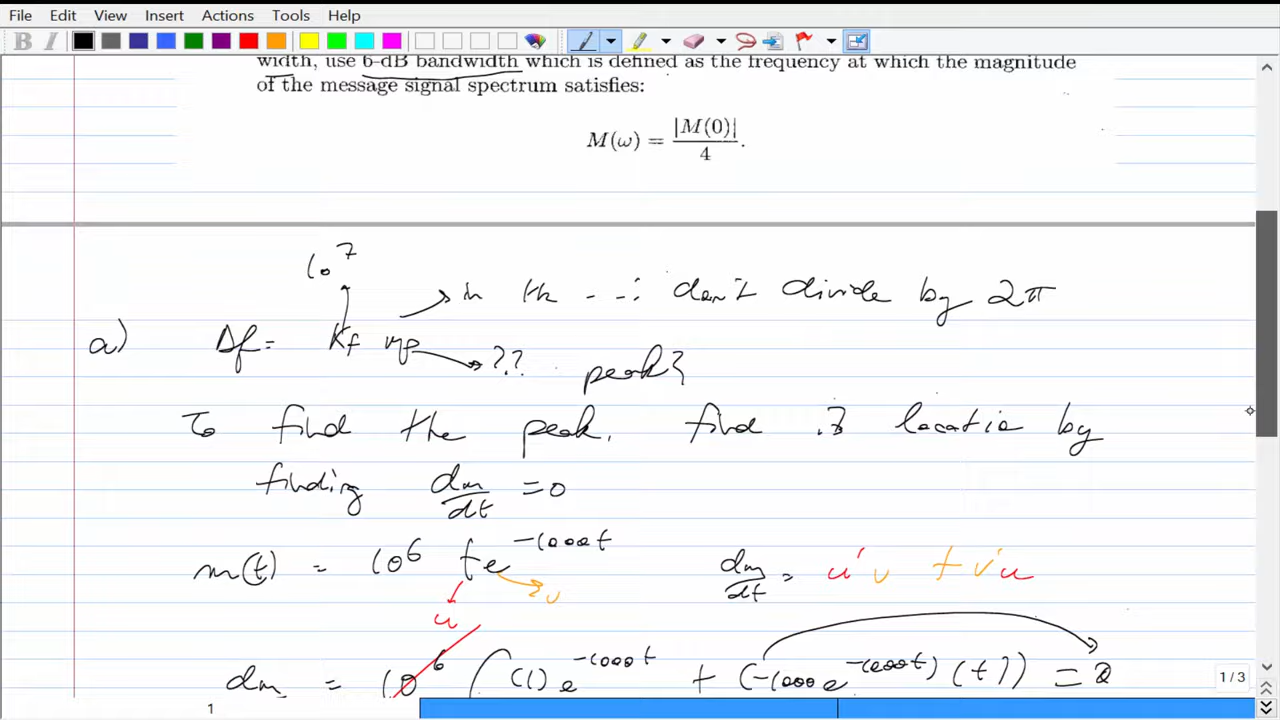 File Edit View Insert Actions Tools Help
width, use 6-dB bandwidth which is defined as the frequency at which the magnitude
of the message signal spectrum satisfies:
M(ω) = |M(0)|/4.
10^7
→ in Hz --∴ don't divide by 2π
a) Δf = Kf mp → ?? peak?
To find the peak, find its location by
finding dm/dt = 0
m(t) = 10^6 t e^-1000t
dm/dt = u'v + v'u
u v
dm = 10^6 ((1) e^-1000t + (-1000e^-1000t)(t)) = 0
1/3
1